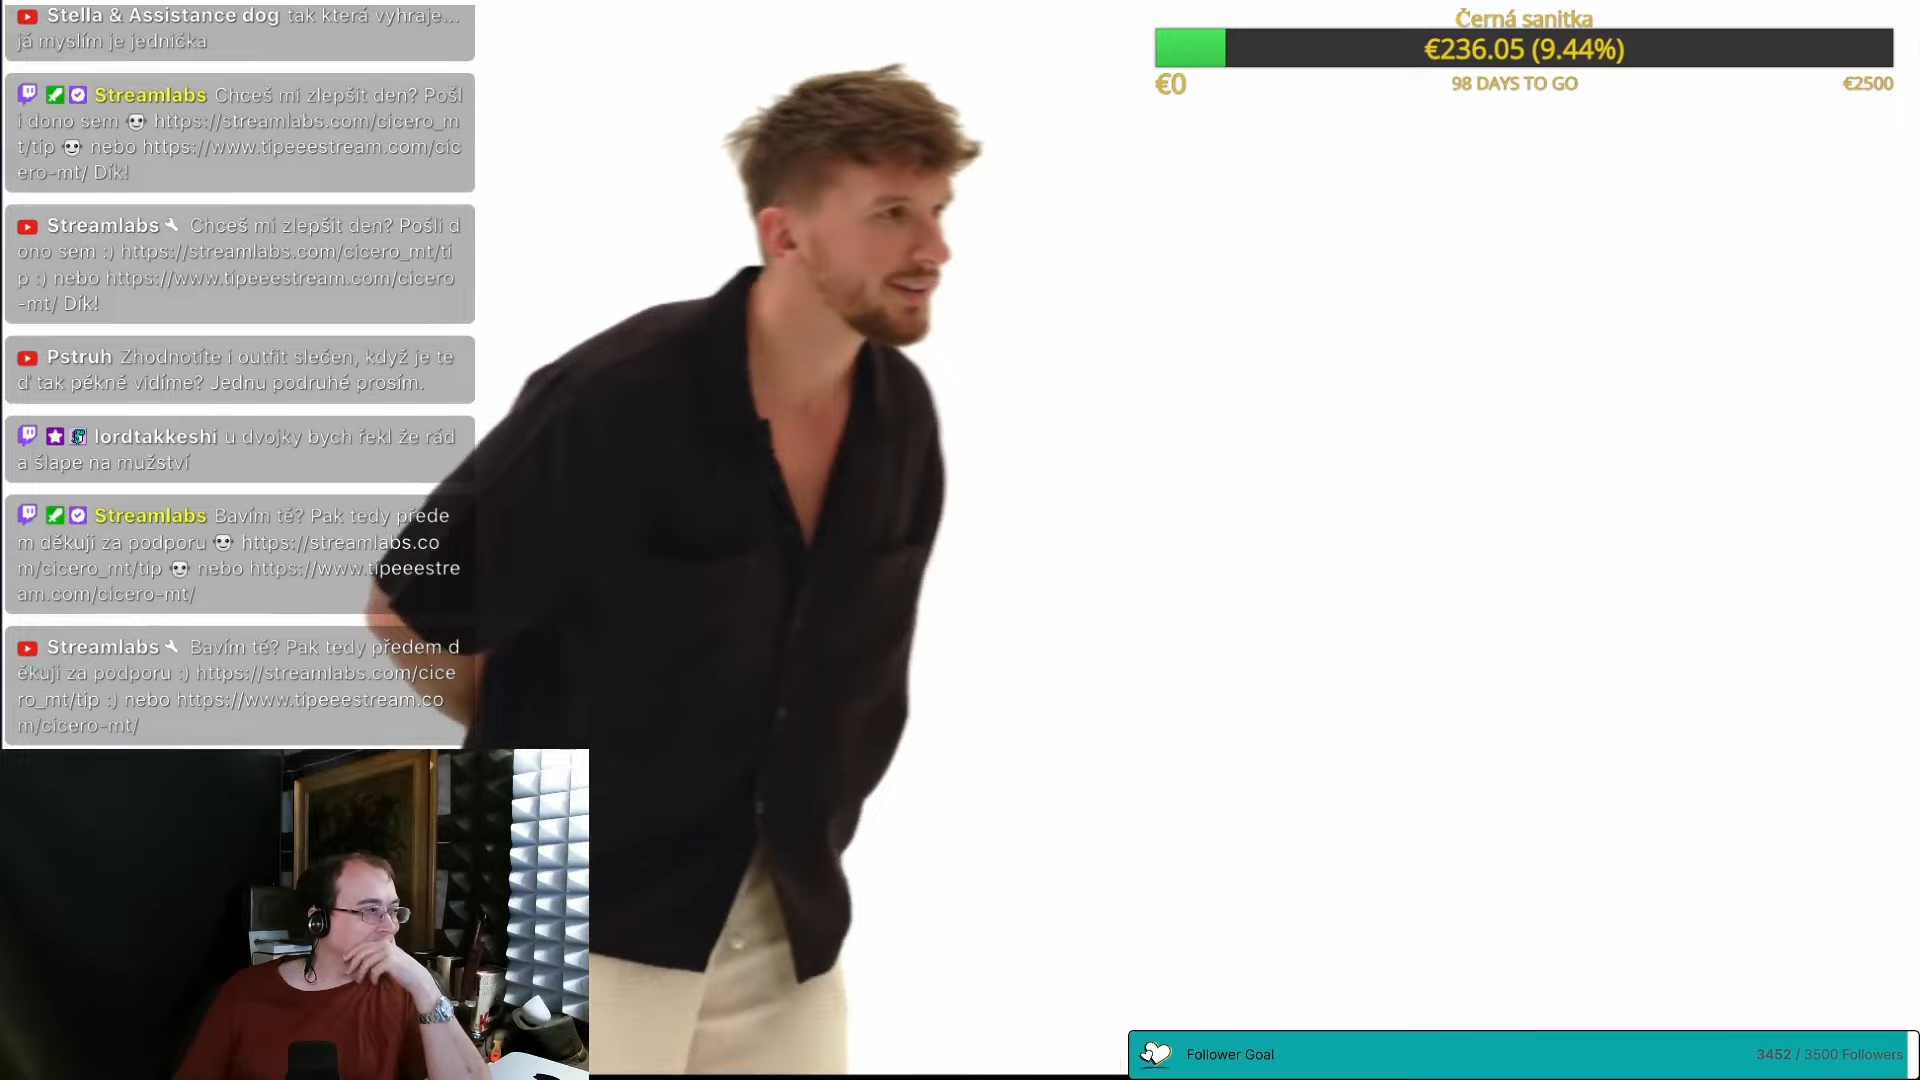 Stella & Assistance dog tak která vyhraje...
já myslím je jednička
Streamlabs Chceš mi zlepšit den? Pošl
i dono sem https://streamlabs.com/cicero_m
t/tip nebo https://www.tipeeestream.com/cic
ero-mt/ Dík!
Streamlabs Chceš mi zlepšit den? Pošli d
ono sem :) https://streamlabs.com/cicero_mt/ti
p :) nebo https://www.tipeeestream.com/cicero
-mt/ Dík!
Pstruh Zhodnotíte i outfit slečen, když je te
ď tak pěkně vidíme? Jednu podruhé prosím.
lordtakkeshi u dvojky bych řekl že rád
a šlape na mužství
Streamlabs Bavím tě? Pak tedy přede
m děkuji za podporu https://streamlabs.co
m/cicero_mt/tip nebo https://www.tipeeestre
am.com/cicero-mt/
Streamlabs Bavím tě? Pak tedy předem d
ěkuji za podporu :) https://streamlabs.com/cice
ro_mt/tip :) nebo https://www.tipeeestream.co
m/cicero-mt/
Černá sanitka
€236.05 (9.44%)
€0 98 DAYS TO GO €2500
Follower Goal 3452 / 3500 Followers